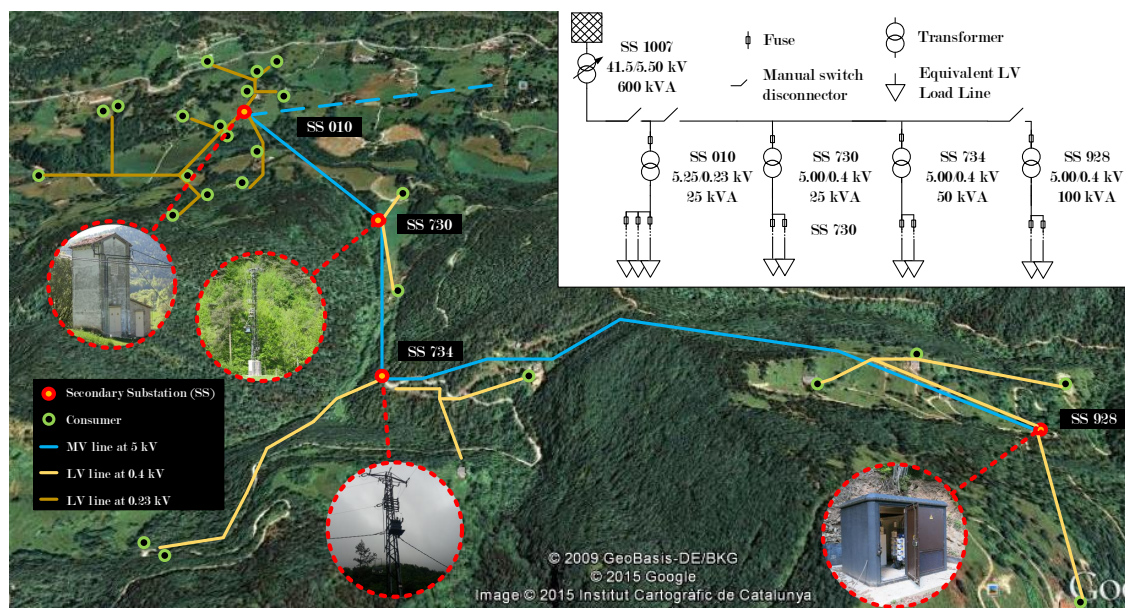 SS 1007
41.5/5.50 kV
600 kVA
Fuse
Manual switch
disconnector
Transformer
Equivalent LV
Load Line
SS 010
5.25/0.23 kV
25 kVA
SS 730
5.00/0.4 kV
25 kVA
SS 734
5.00/0.4 kV
50 kVA
SS 928
5.00/0.4 kV
100 kVA
SS 730
SS 010
SS 730
SS 734
SS 928
Secondary Substation (SS)
Consumer
MV line at 5 kV
LV line at 0.4 kV
LV line at 0.23 kV
© 2009 GeoBasis-DE/BKG
© 2015 Google
Image © 2015 Institut Cartogràfic de Catalunya
Goo